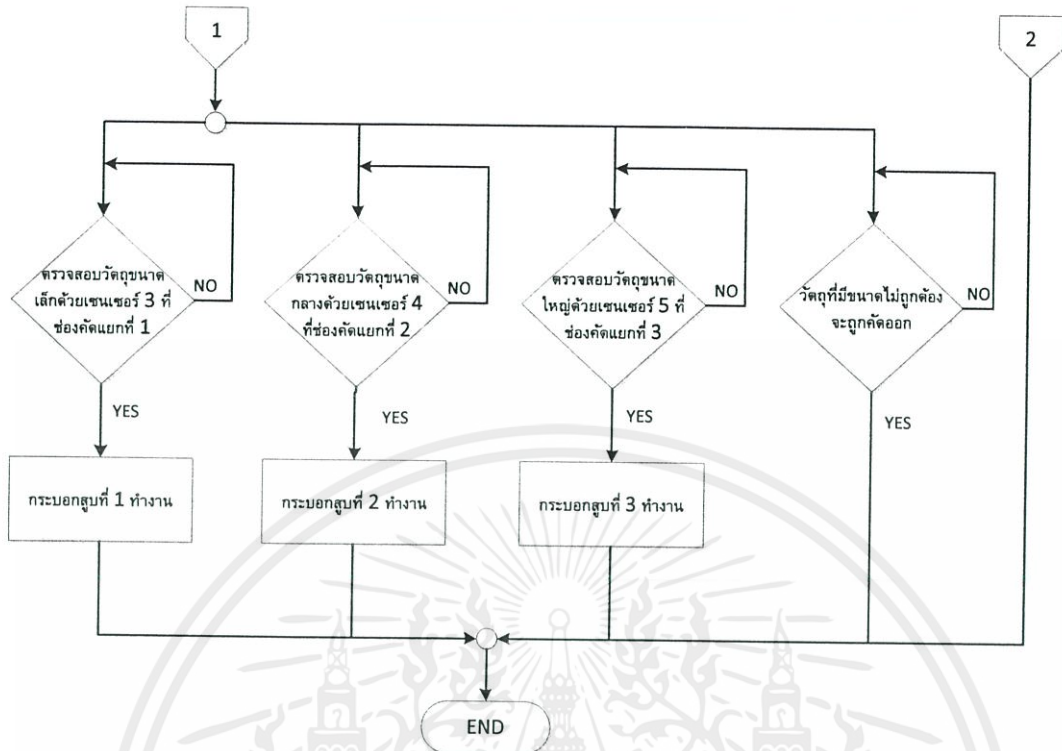 1
2
ตรวจสอบวัตถุขนาด
เล็กด้วยเซนเซอร์ 3 ที่
ช่องคัดแยกที่ 1
NO
ตรวจสอบวัตถุขนาด
กลางด้วยเซนเซอร์ 4
ที่ช่องคัดแยกที่ 2
NO
ตรวจสอบวัตถุขนาด
ใหญ่ด้วยเซนเซอร์ 5 ที่
ช่องคัดแยกที่ 3
NO
วัตถุที่มีขนาดไม่ถูกต้อง
จะถูกคัดออก
NO
YES
YES
YES
YES
กระบอกสูบที่ 1 ทำงาน
กระบอกสูบที่ 2 ทำงาน
กระบอกสูบที่ 3 ทำงาน
END